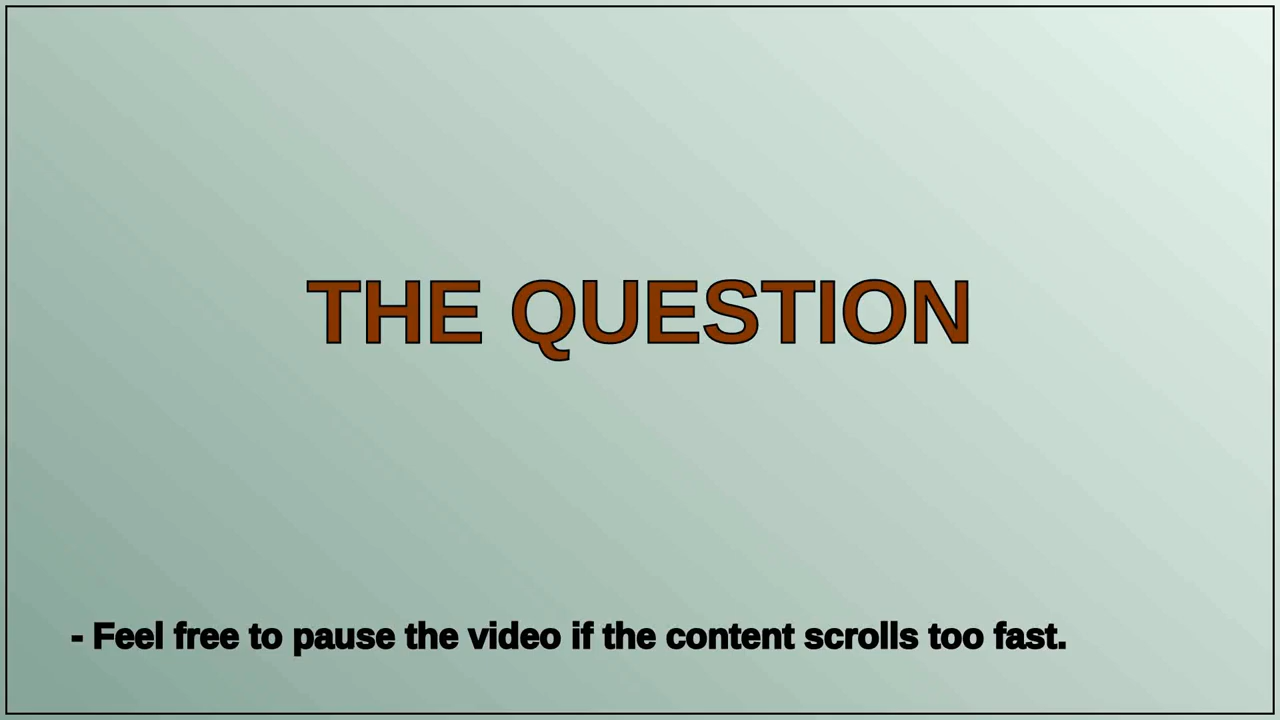 THE QUESTION
- Feel free to pause the video if the content scrolls too fast.